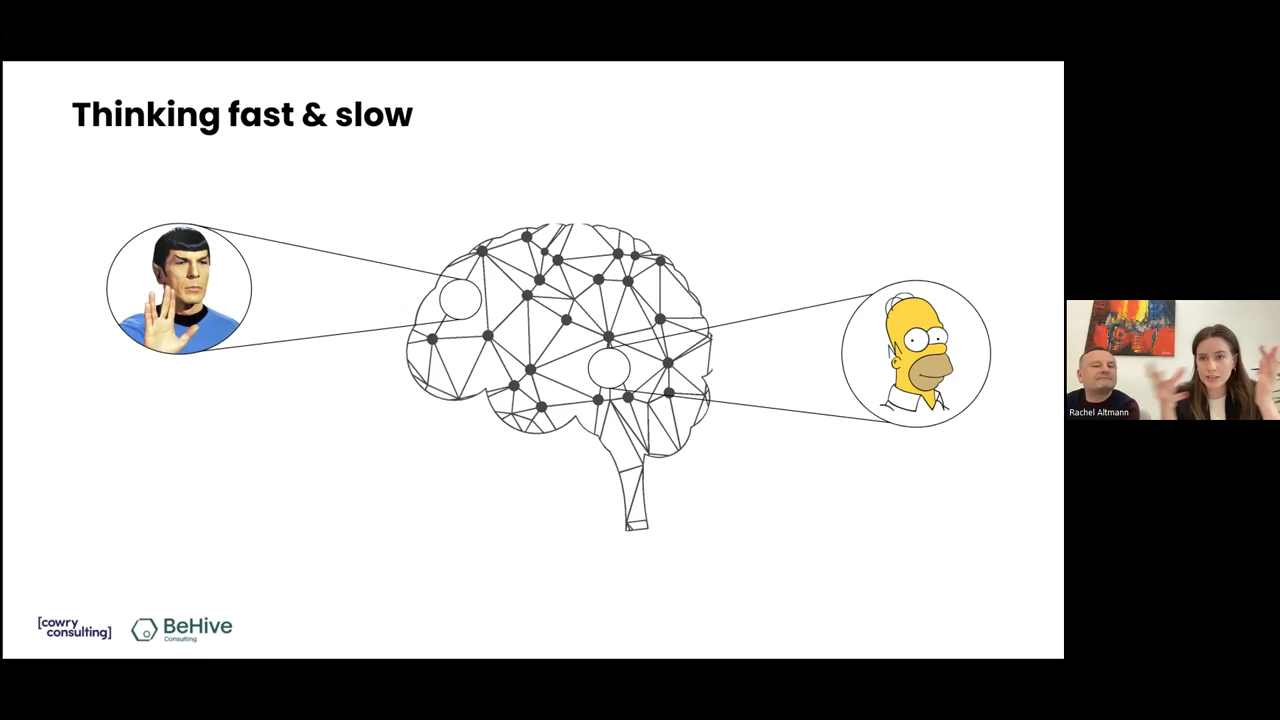 Thinking fast & slow
[cowry
consulting]
BeHive
Consulting
Rachel Altmann